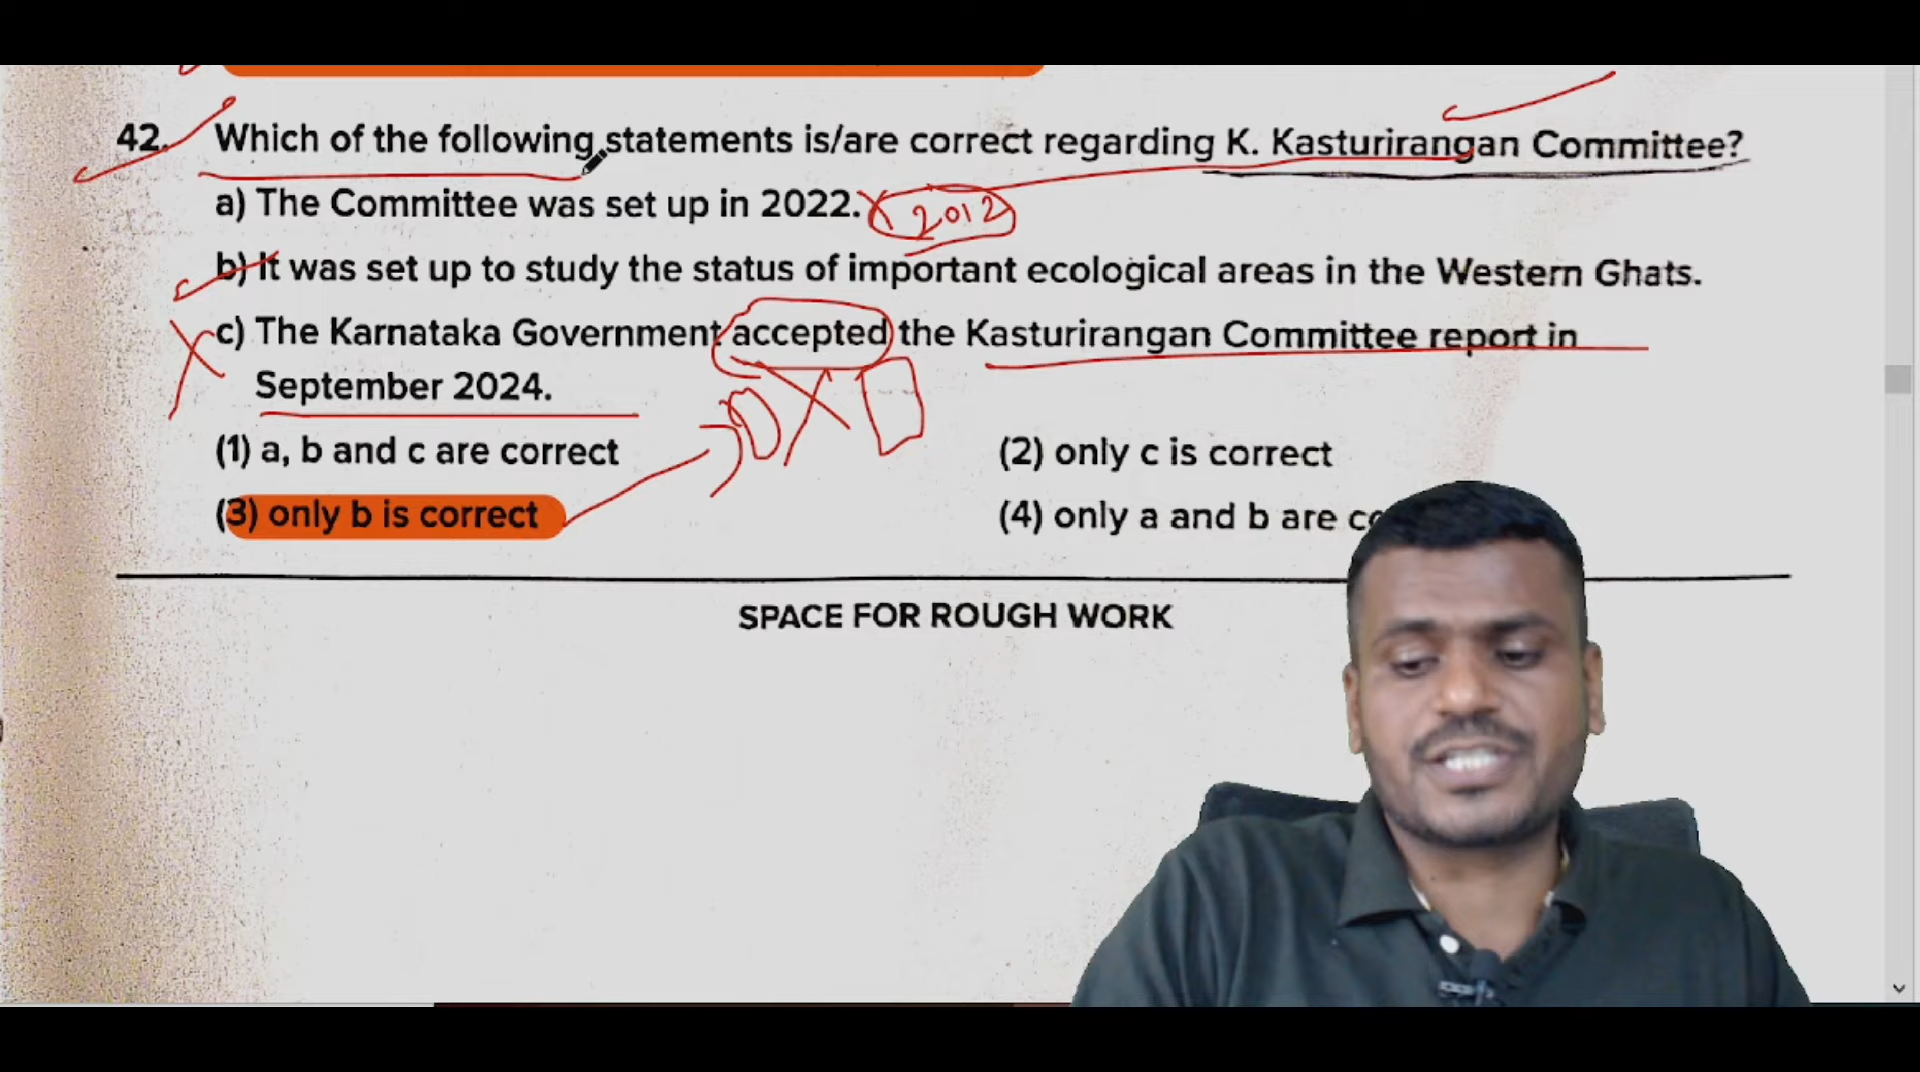 42. Which of the following statements is/are correct regarding K. Kasturirangan Committee?
a) The Committee was set up in 2022. 2012
b) It was set up to study the status of important ecological areas in the Western Ghats.
c) The Karnataka Government accepted the Kasturirangan Committee report in
September 2024.
(1) a, b and c are correct (2) only c is correct
(3) only b is correct (4) only a and b are
SPACE FOR ROUGH WORK